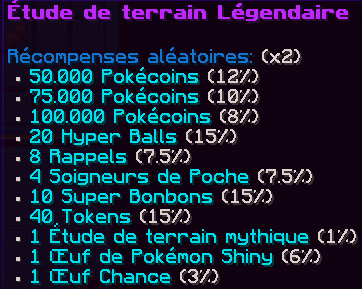 Étude de terrain Légendaire
Récompenses aléatoires: (x2)
- 50.000 Pokécoins (12%)
- 75.000 Pokécoins (10%)
- 100.000 Pokécoins (8%)
- 20 Hyper Balls (15%)
- 8 Rappels (7.5%)
- 4 Soigneurs de Poche (7.5%)
- 10 Super Bonbons (15%)
- 40 Tokens (15%)
- 1 Étude de terrain mythique (1%)
- 1 Œuf de Pokémon Shiny (6%)
- 1 Œuf Chance (3%)